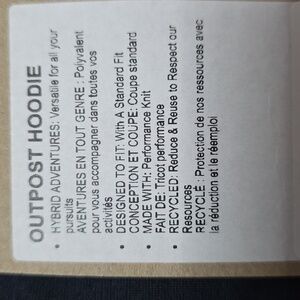 OUTPOST HOODIE
• HYBRID ADVENTURES: Versatile for all your
pursuits
AVENTURES EN TOUT GENRE : Polyvalent
pour vous accompagner dans toutes vos
activités
• DESIGNED TO FIT: With A Standard Fit
CONCEPTION ET COUPE: Coupe standard
• MADE WITH: Performance Knit
FAIT DE: Tricot performance
• RECYCLED: Reduce & Reuse to Respect our
Resources
RECYCLÉ : Protection de nos ressources avec
la réduction et le réemploi